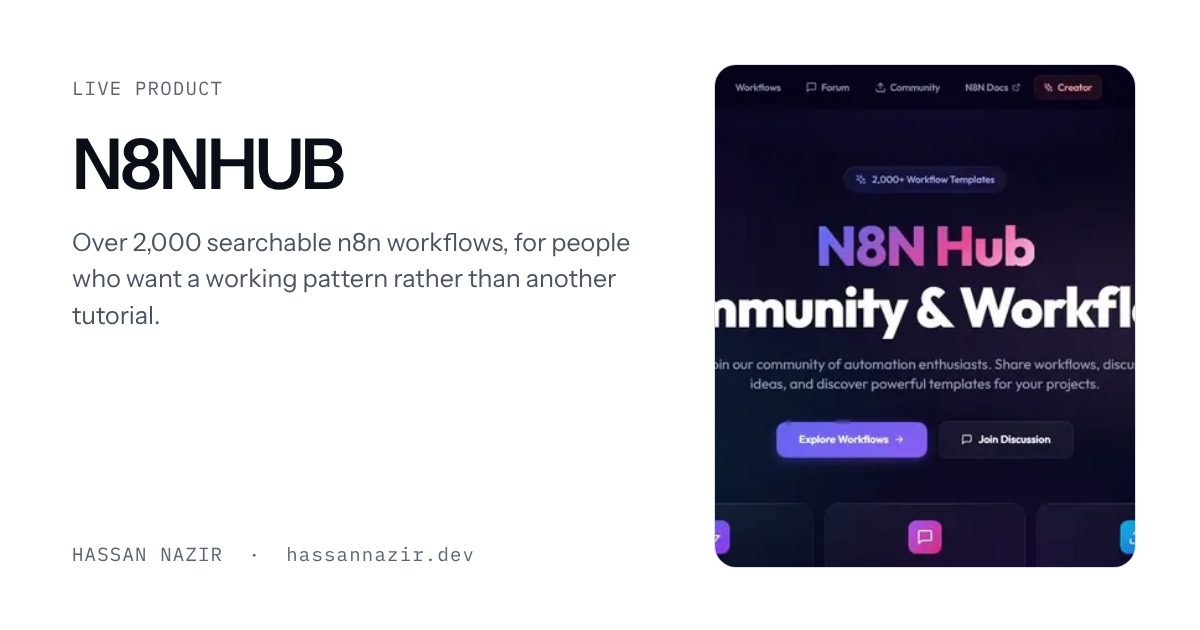 LIVE PRODUCT
N8NHUB
Over 2,000 searchable n8n workflows, for people
who want a working pattern rather than another
tutorial.
HASSAN NAZIR · hassannazir.dev
Workflows Forum Community N8N Docs Creator
2,000+ Workflow Templates
N8N Hub
mmunity & Workfl
oin our community of automation enthusiasts. Share workflows, discu
ideas, and discover powerful templates for your projects.
Explore Workflows → Join Discussion